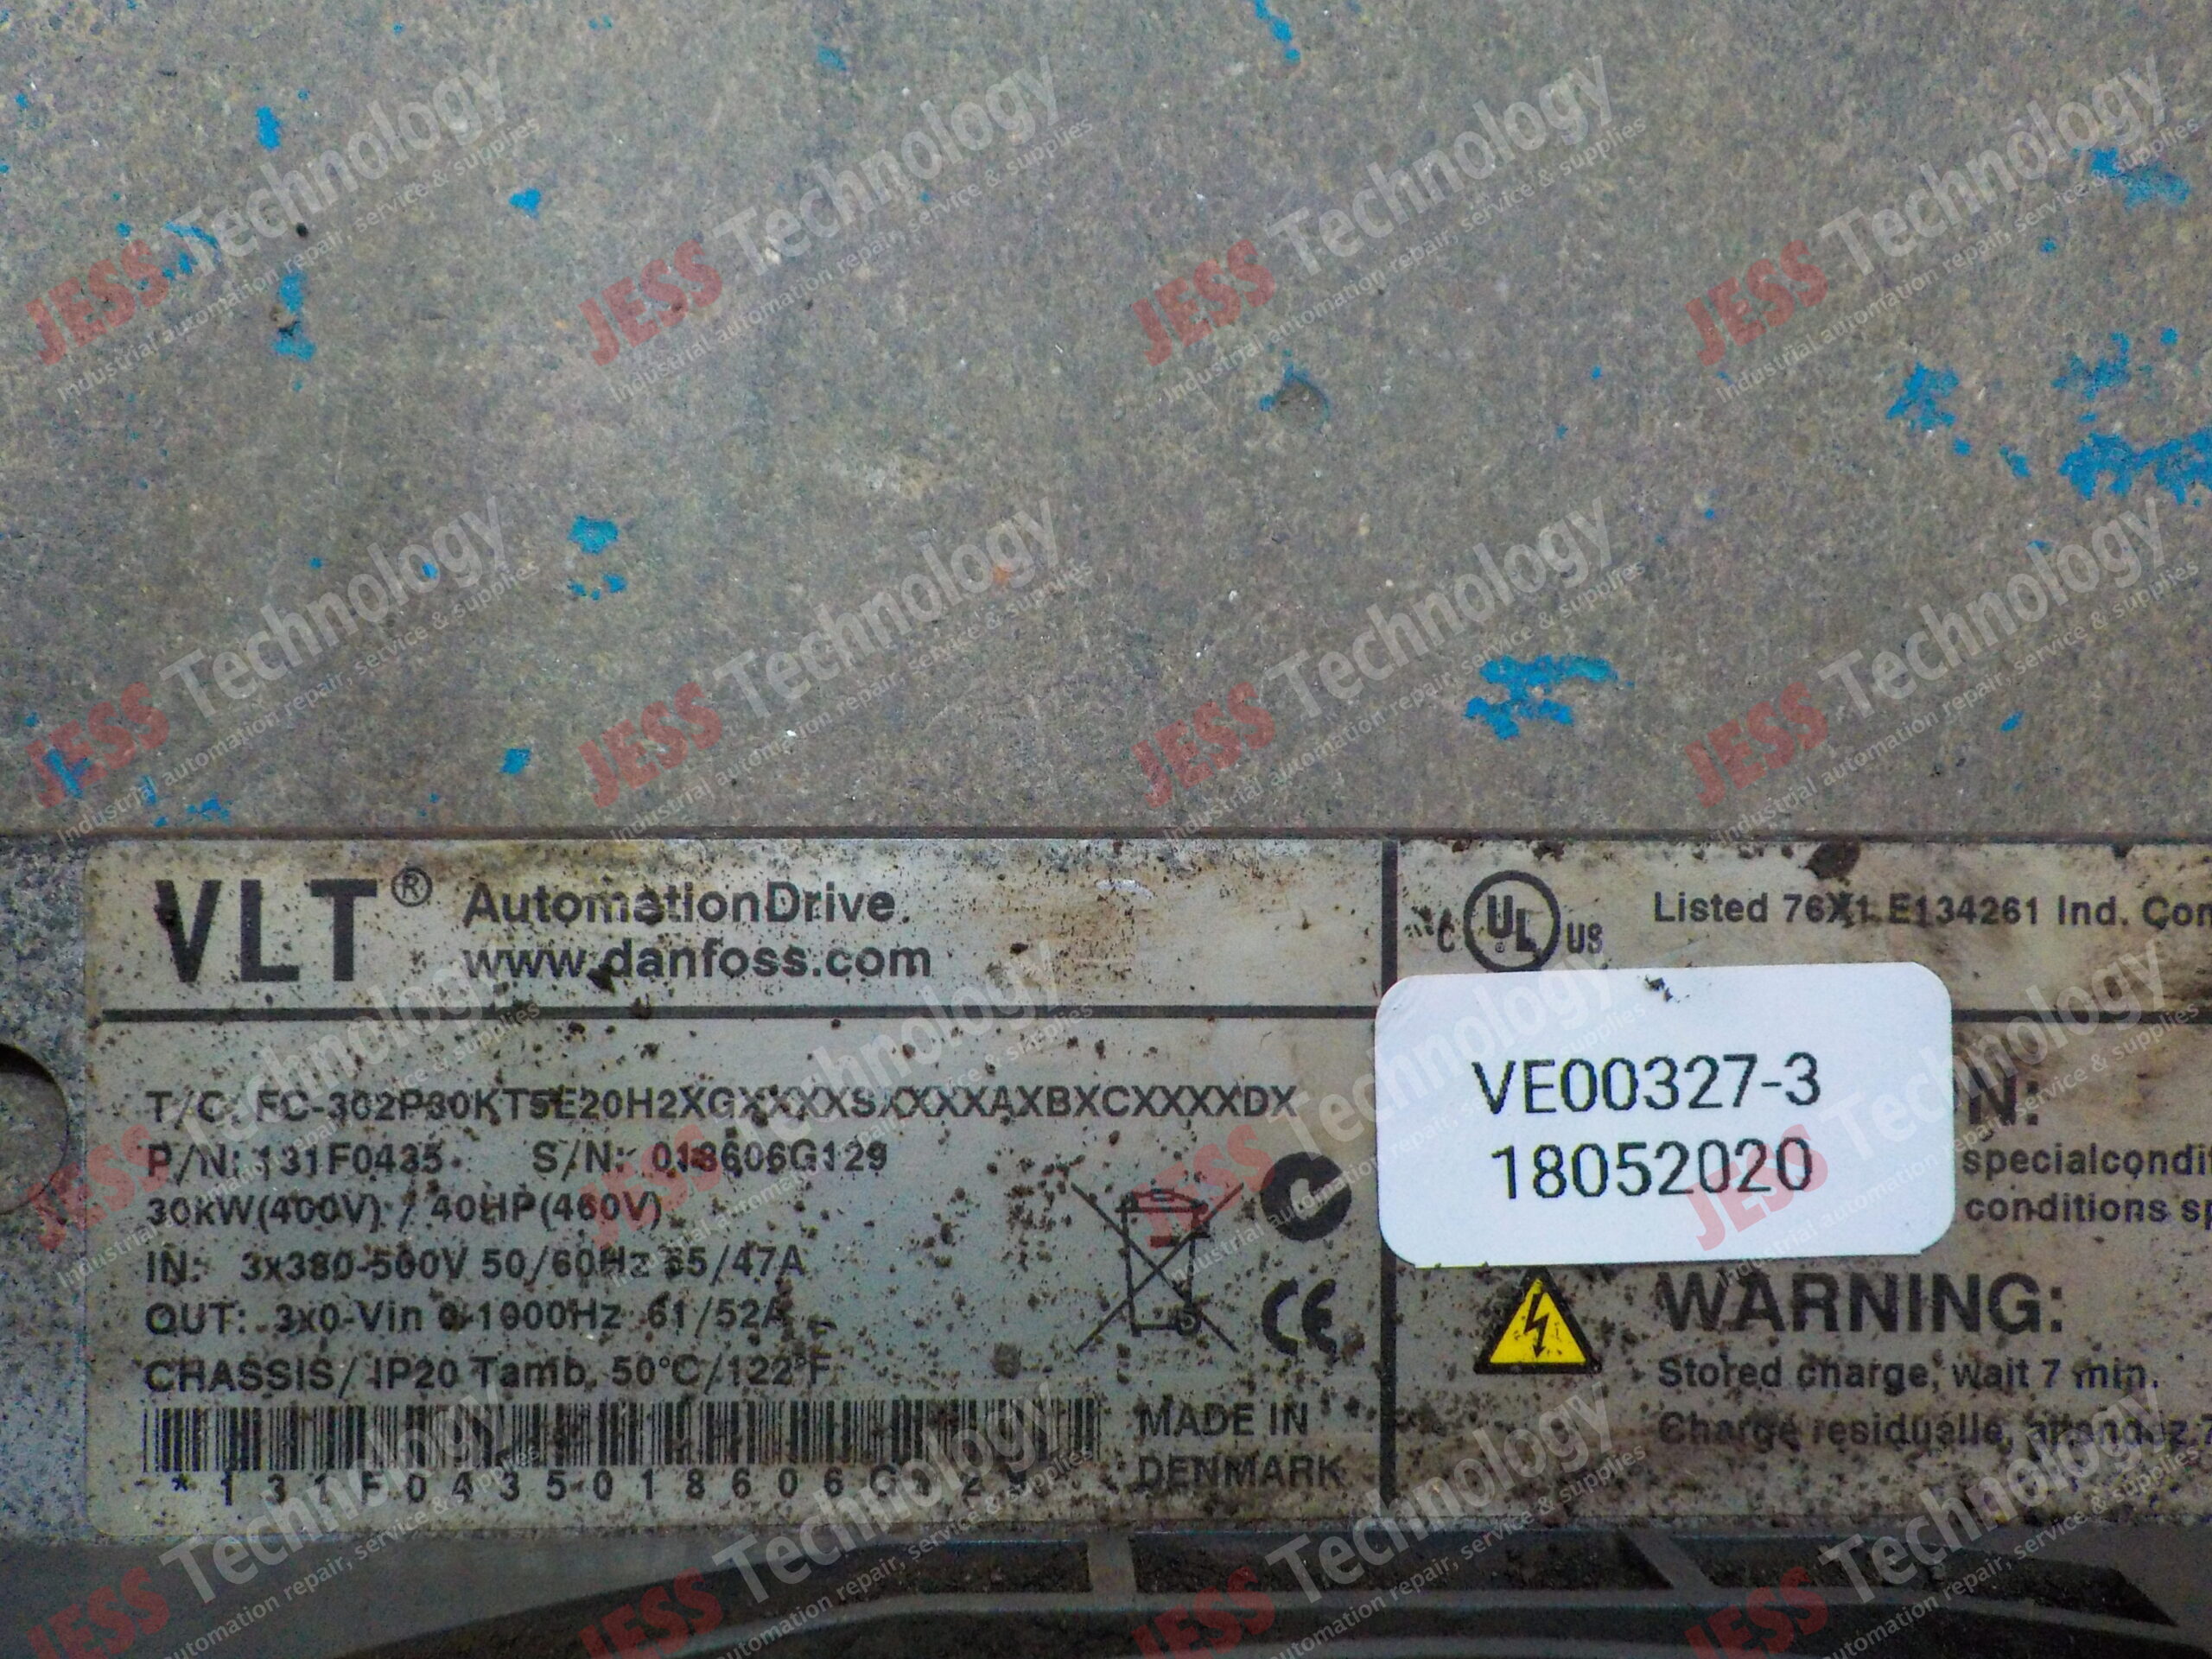 VLT® AutomationDrive
www.danfoss.com
T/C: FC-302P30KT5E20H2XGXXXXSXXXXAXBXCXXXXDX
P/N: 131F0435 S/N: 018606G129
30kW(400V) / 40HP(460V)
IN: 3x380-500V 50/60Hz 55/47A
OUT: 3x0-Vin 0-1000Hz 61/52A
CHASSIS/ IP20 Tamb. 50°C/122°F
*131F0435018606G129*
MADE IN
DENMARK
C UL US Listed 76X1 E134261 Ind. Con
VE00327-3
18052020
N:
specialcondit
conditions sp
WARNING:
Stored charge, wait 7 min.
Charge residuelle, attendez 7
JESS Technology
Industrial automation repair, service & supplies